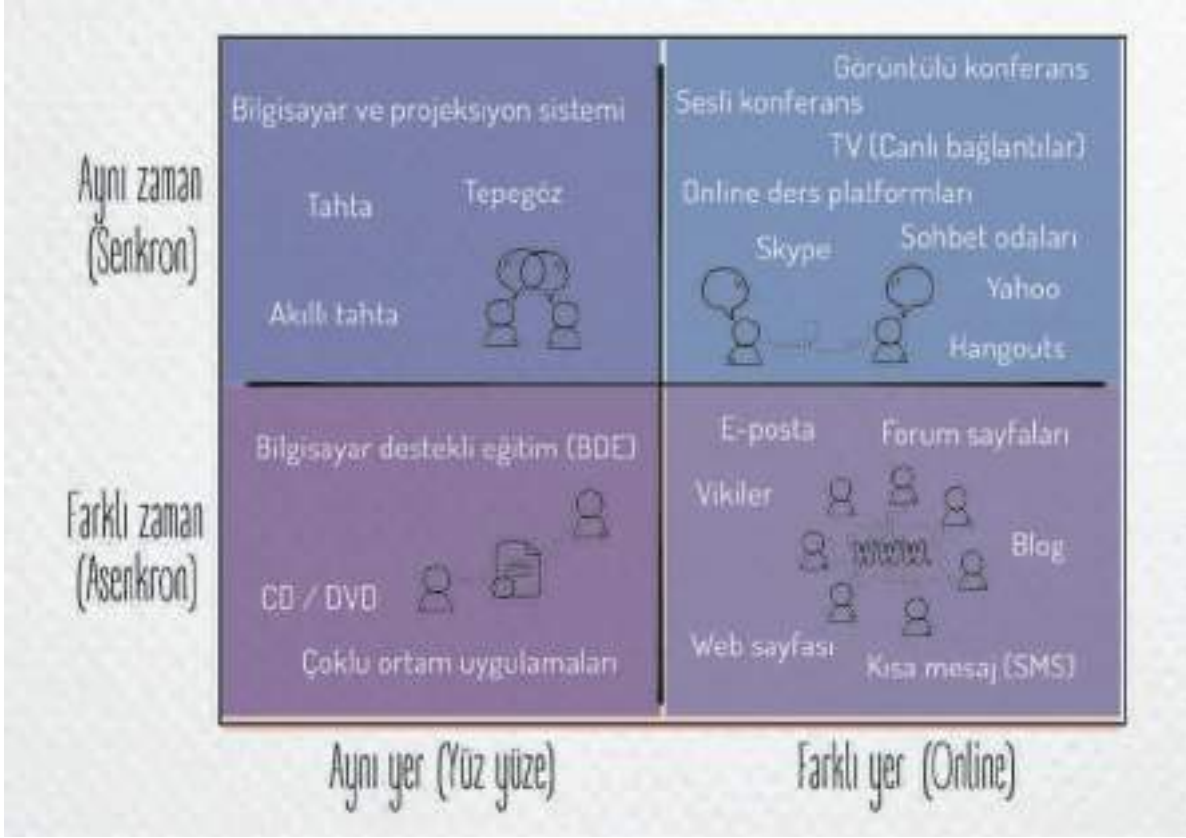 Görüntülü konferans
Sesli konferans
Bilgisayar ve projeksiyon sistemi
TV (Canlı bağlantılar)
Aynı zaman
(Senkron)
Tahta
Tepegöz
Online ders platformları
Skype
Sohbet odaları
Yahoo
Akıllı tahta
Hangouts
Farklı zaman
(Asenkron)
Bilgisayar destekli eğitim (BDE)
CD / DVD
Çoklu ortam uygulamaları
E-posta
Forum sayfaları
Vikiler
www.
Blog
Web sayfası
Kısa mesaj (SMS)
Aynı yer (Yüz yüze)
Farklı yer (Online)